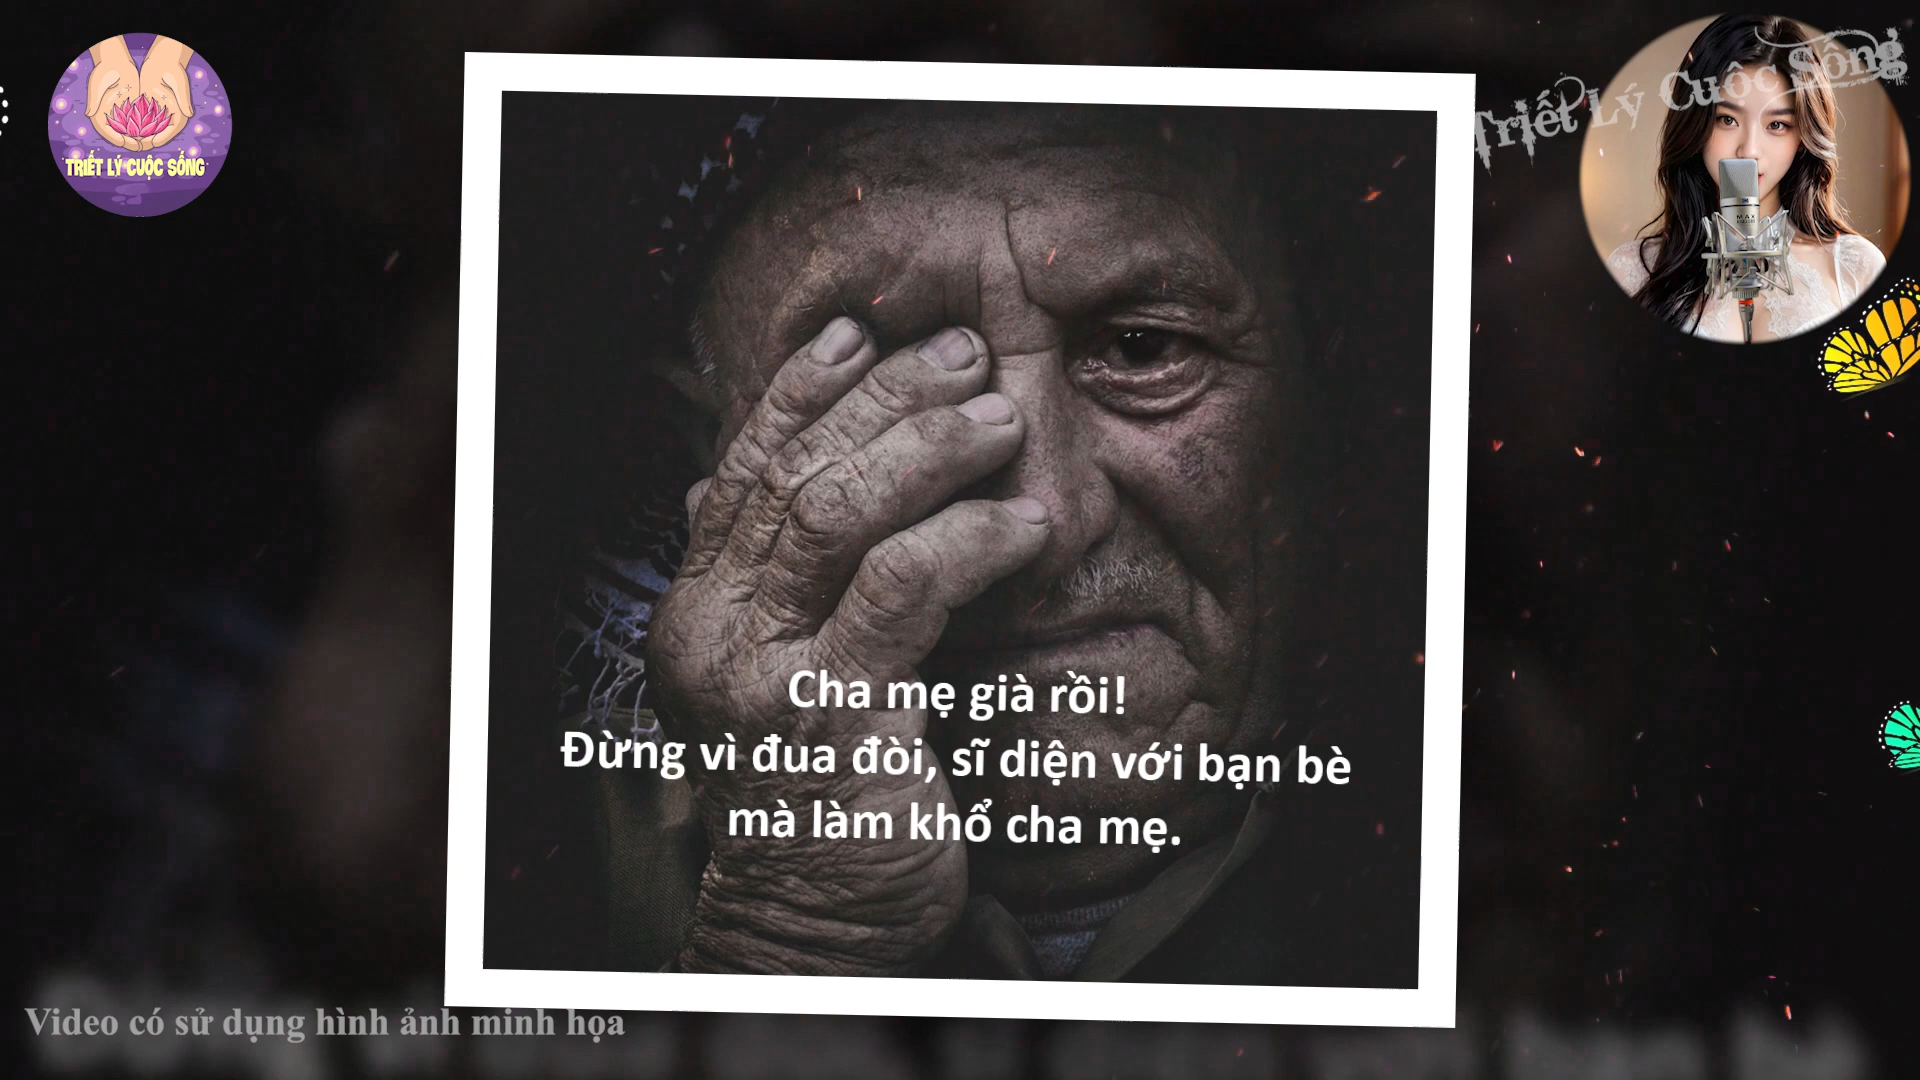 TRIẾT LÝ CUỘC SỐNG
Triết Lý Cuộc Sống
MAX
Cha mẹ già rồi!
Đừng vì đua đòi, sĩ diện với bạn bè
mà làm khổ cha mẹ.
Video có sử dụng hình ảnh minh họa